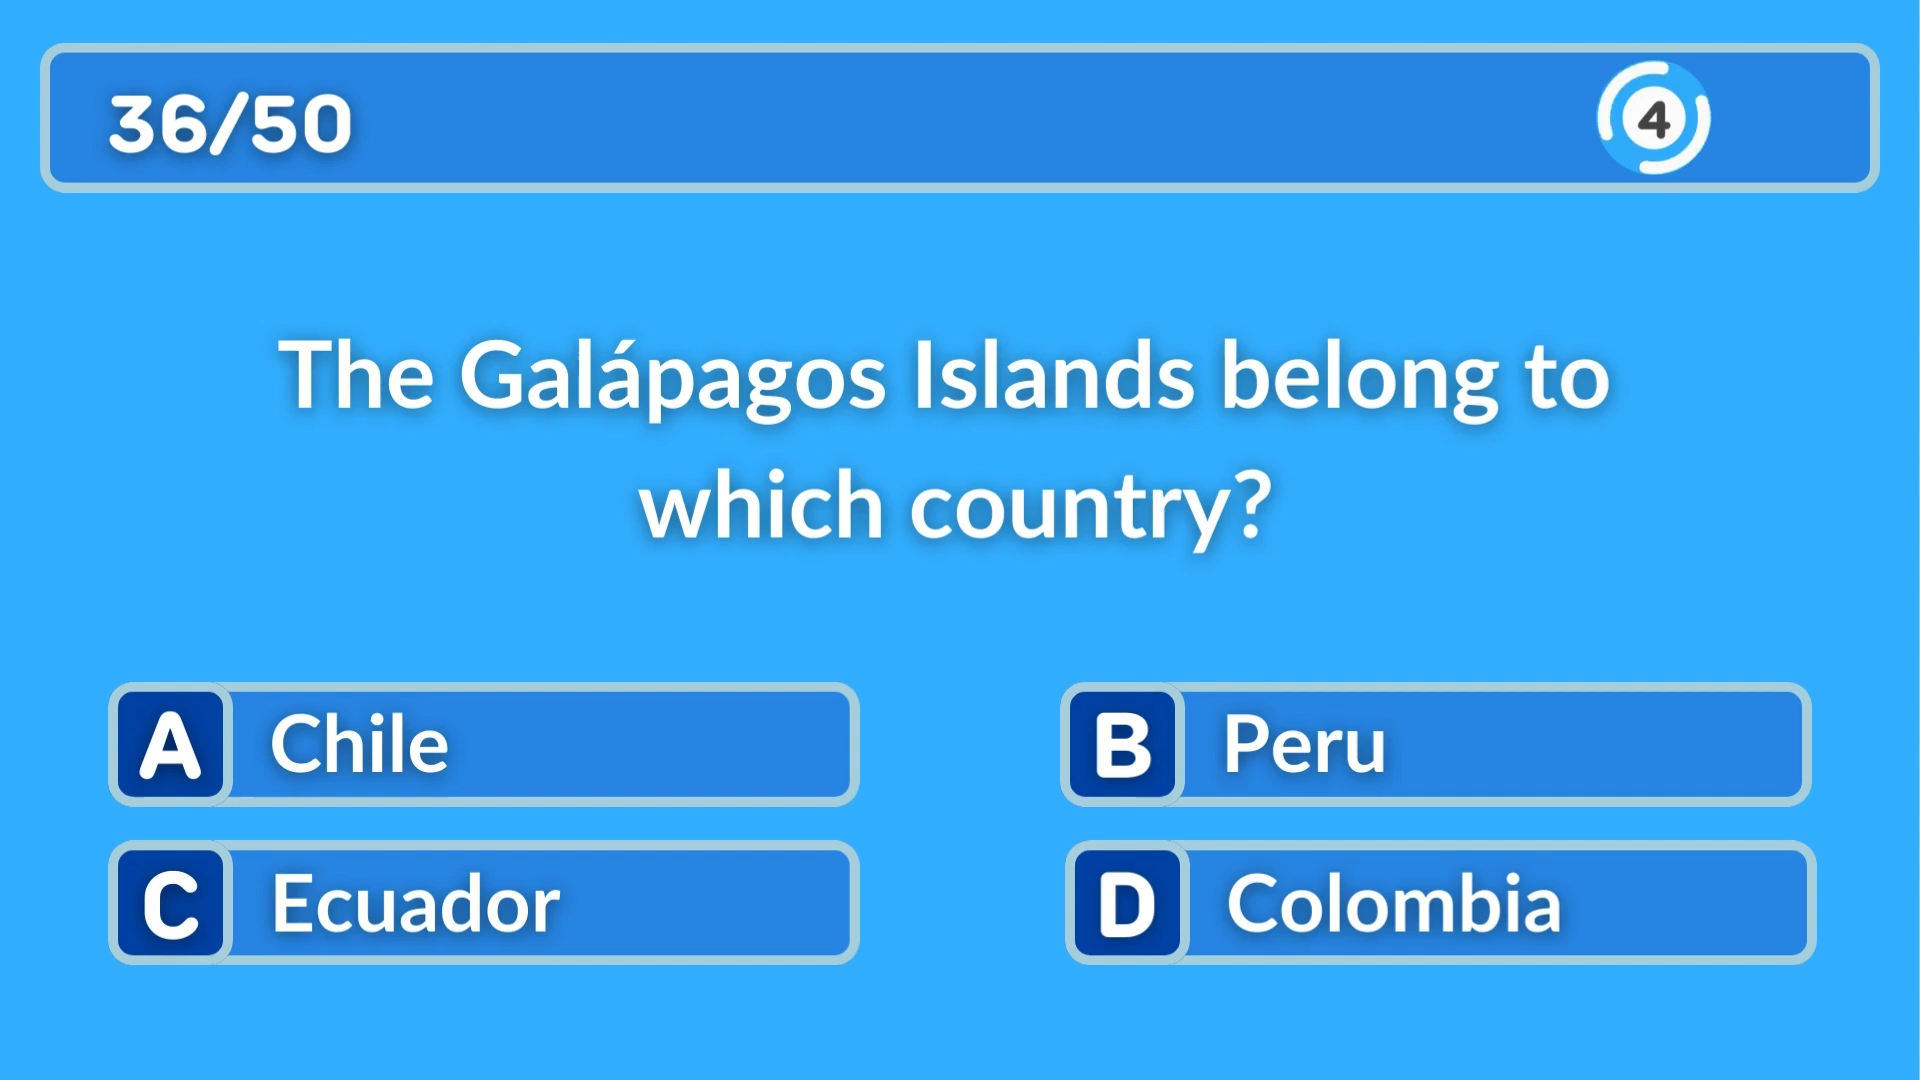 36/50
4
The Galápagos Islands belong to
which country?
A Chile
B Peru
C Ecuador
D Colombia